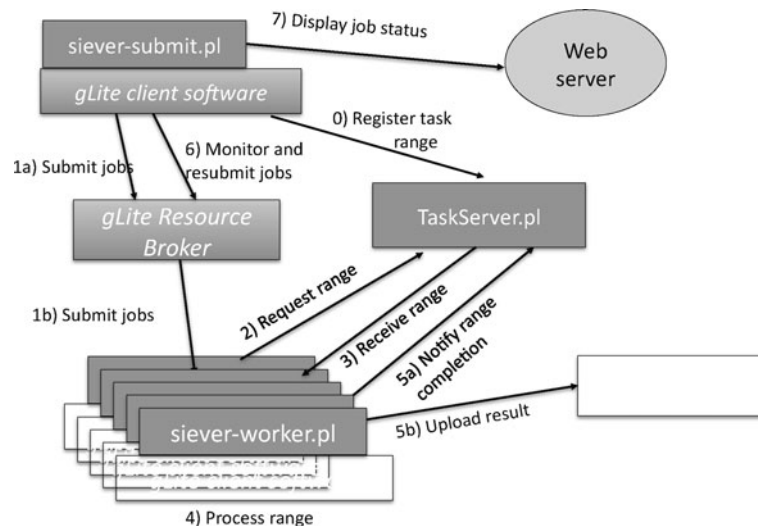 7) Display job status
siever-submit.pl
Web
server
gLite client software
0) Register task
range
6) Monitor and
resubmit jobs
1a) Submit jobs
gLite Resource
Broker
TaskServer.pl
1b) Submit jobs
2) Request range
3) Receive range
5a) Notify range
completion
siever-worker.pl
5b) Upload result
4) Process range